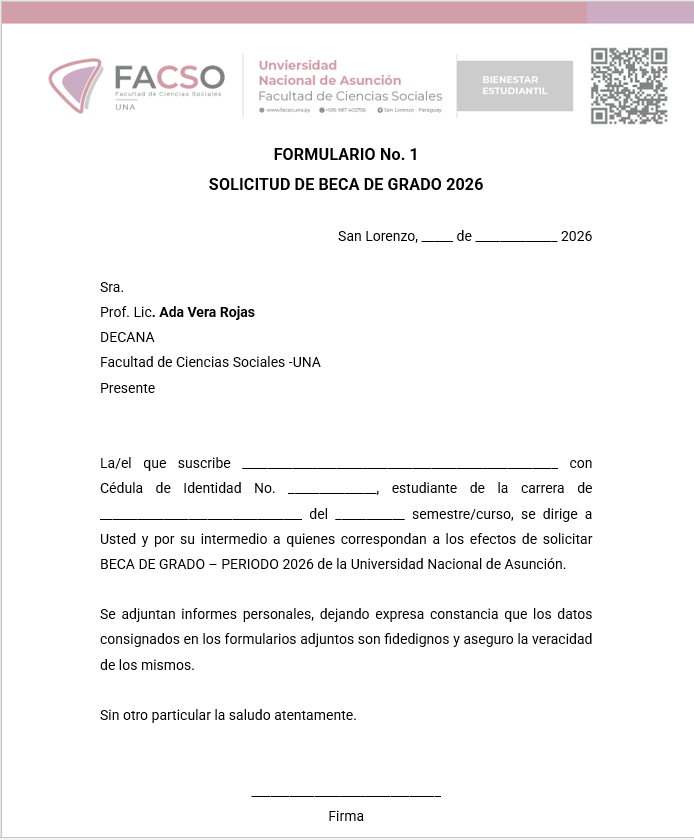 FACSO
Facultad de Ciencias Sociales
UNA
Unviersidad
Nacional de Asunción
Facultad de Ciencias Sociales
www.facso.una.py +595 987 402756 San Lorenzo - Paraguay
BIENESTAR
ESTUDIANTIL
FORMULARIO No. 1
SOLICITUD DE BECA DE GRADO 2026
San Lorenzo, _____ de _____________ 2026
Sra.
Prof. Lic. Ada Vera Rojas
DECANA
Facultad de Ciencias Sociales -UNA
Presente
La/el que suscribe __________________________________________________ con
Cédula de Identidad No. ______________, estudiante de la carrera de
________________________________ del ___________ semestre/curso, se dirige a
Usted y por su intermedio a quienes correspondan a los efectos de solicitar
BECA DE GRADO – PERIODO 2026 de la Universidad Nacional de Asunción.
Se adjuntan informes personales, dejando expresa constancia que los datos
consignados en los formularios adjuntos son fidedignos y aseguro la veracidad
de los mismos.
Sin otro particular la saludo atentamente.
______________________________
Firma